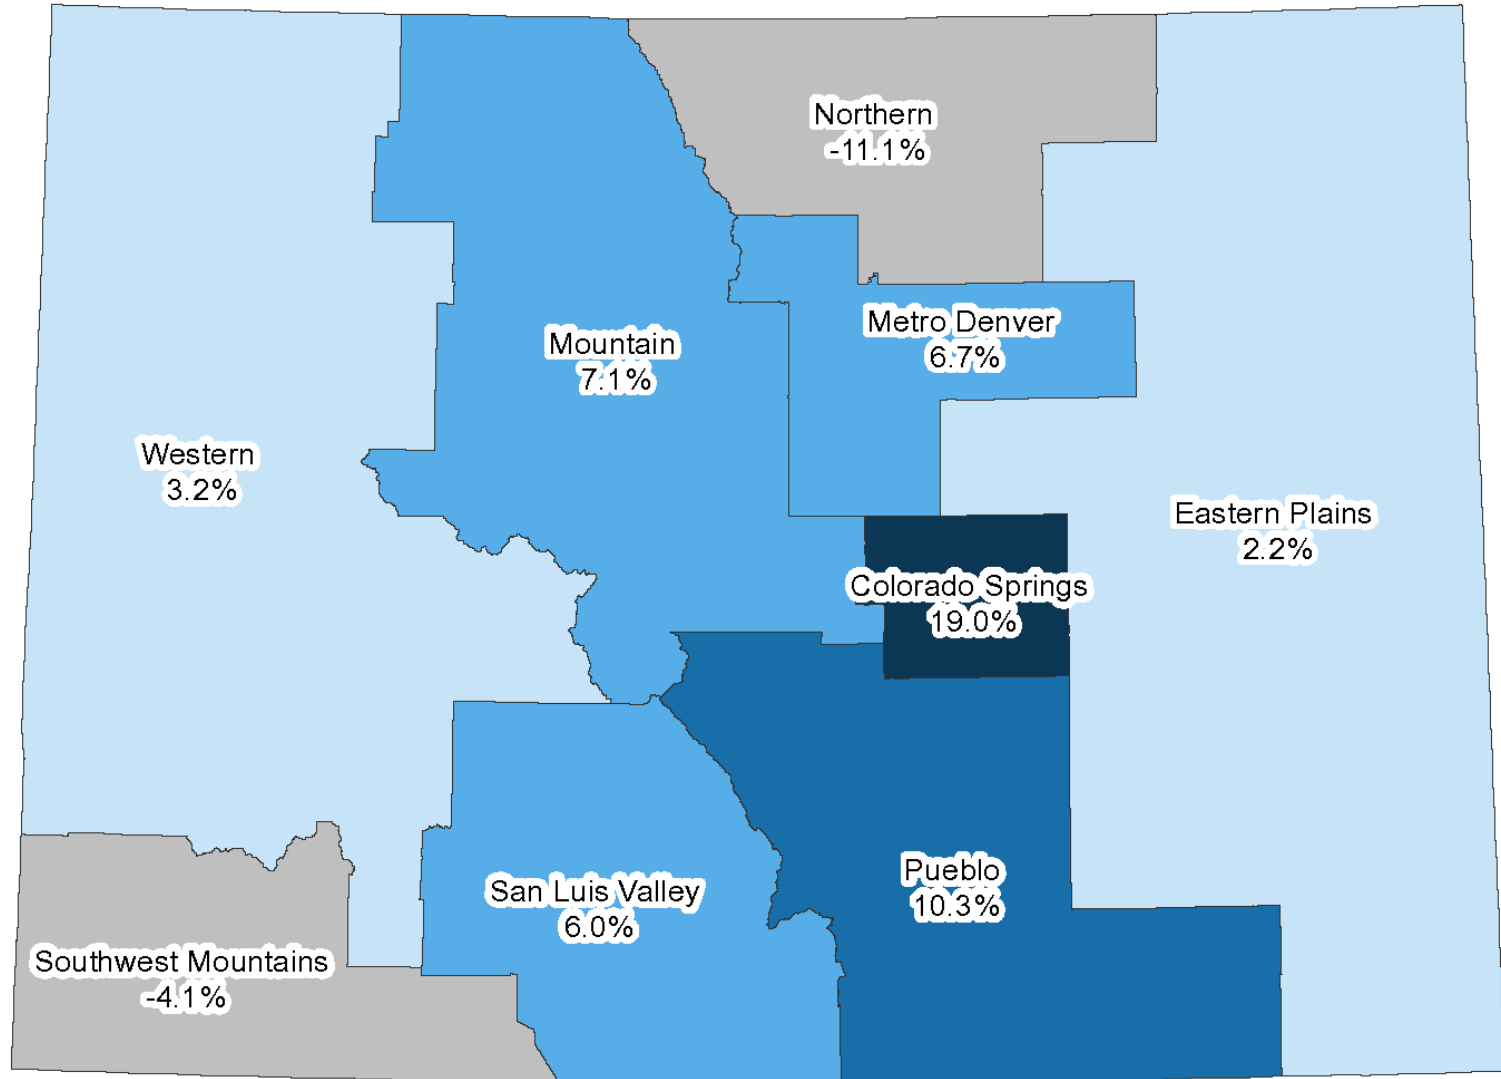 Northern
-11.1%
Metro Denver
6.7%
Mountain
7.1%
Western
3.2%
Eastern Plains
2.2%
Colorado Springs
19.0%
Pueblo
10.3%
San Luis Valley
6.0%
Southwest Mountains
-4.1%